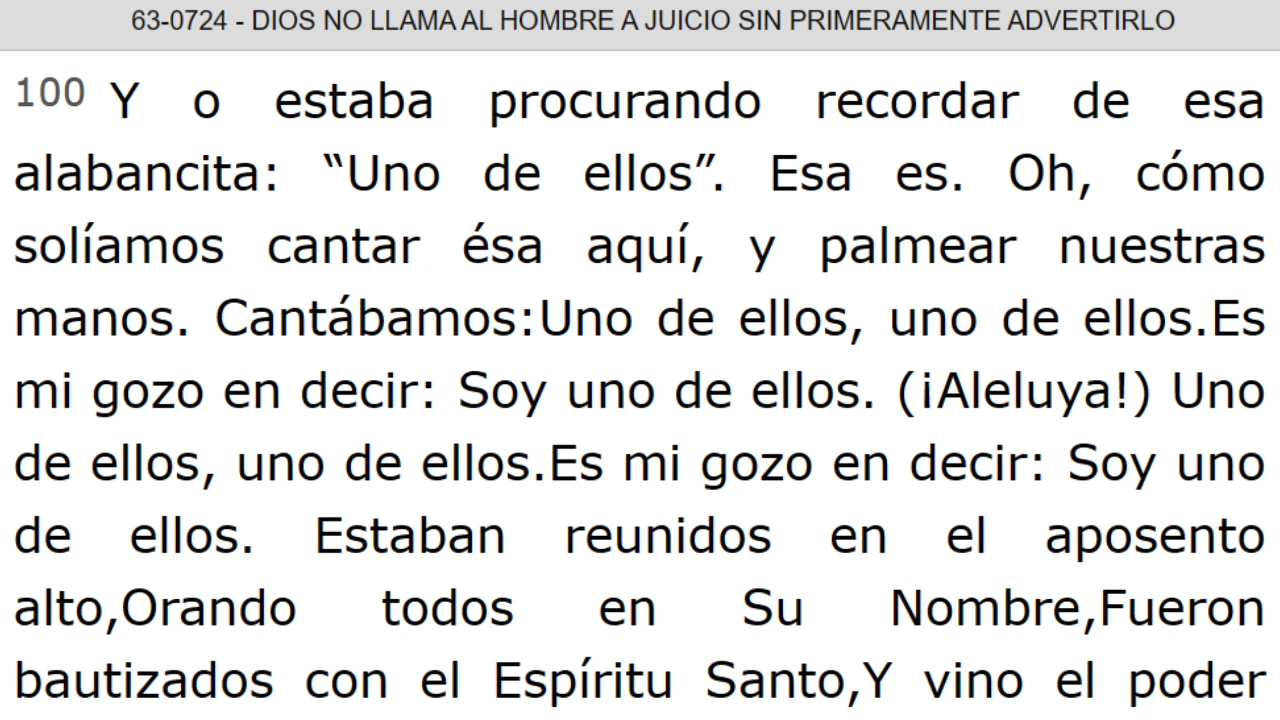 63-0724 - DIOS NO LLAMA AL HOMBRE A JUICIO SIN PRIMERAMENTE ADVERTIRLO
100 Y o estaba procurando recordar de esa
alabancita: “Uno de ellos”. Esa es. Oh, cómo
solíamos cantar ésa aquí, y palmear nuestras
manos. Cantábamos:Uno de ellos, uno de ellos.Es
mi gozo en decir: Soy uno de ellos. (¡Aleluya!) Uno
de ellos, uno de ellos.Es mi gozo en decir: Soy uno
de ellos. Estaban reunidos en el aposento
alto,Orando todos en Su Nombre,Fueron
bautizados con el Espíritu Santo,Y vino el poder